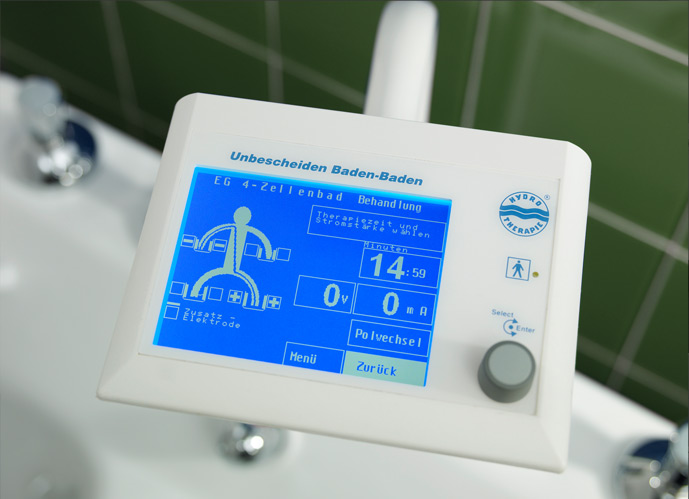 Unbescheiden Baden-Baden
EG 4-Zellenbad Behandlung
Therapiezeit und
Stromstärke wählen
Minuten
14:59
0V
0mA
Polvechsel
Zusatz-
Elektrode
Menü
Zurück
HYDRO
THERAPIE
®
Select
Enter